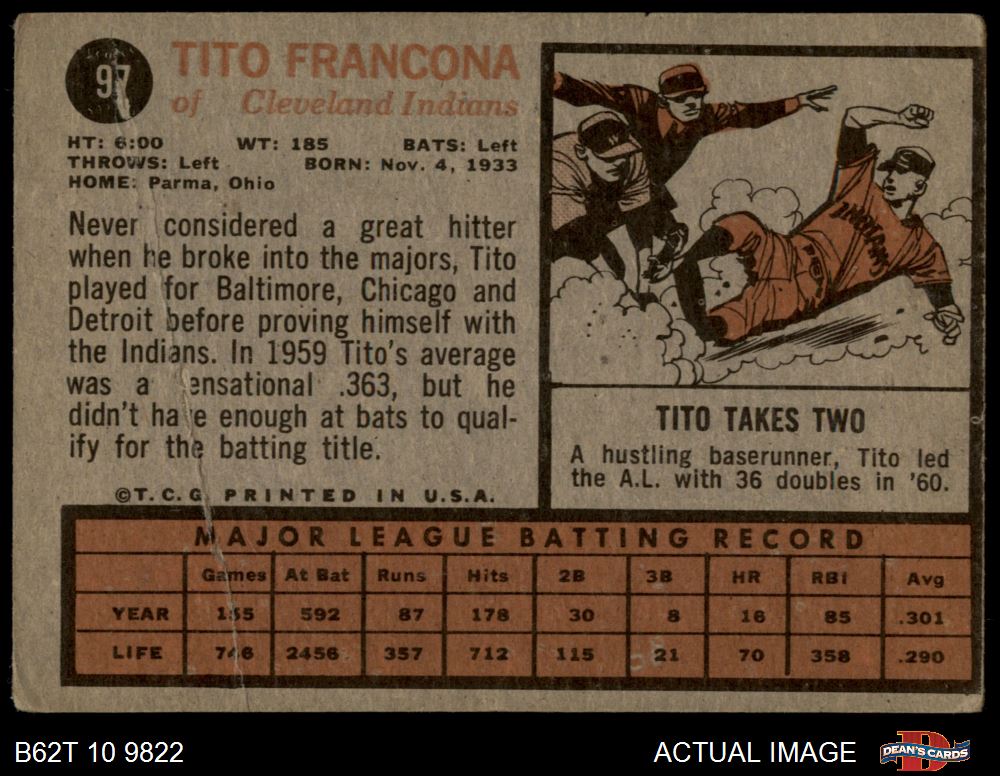 97
TITO FRANCONA
of Cleveland Indians
HT: 6:00 WT: 185 BATS: Left
THROWS: Left BORN: Nov. 4, 1933
HOME: Parma, Ohio
Never considered a great hitter
when he broke into the majors, Tito
played for Baltimore, Chicago and
Detroit before proving himself with
the Indians. In 1959 Tito's average
was a ensational .363, but he
didn't have enough at bats to qual-
ify for the batting title.
©T.C.G. PRINTED IN U.S.A.
INDIANS
TITO TAKES TWO
A hustling baserunner, Tito led
the A.L. with 36 doubles in '60.
MAJOR LEAGUE BATTING RECORD
Games At Bat Runs Hits 2B 3B HR RBI Avg
YEAR 155 592 87 178 30 8 16 85 .301
LIFE 746 2456 357 712 115 21 70 358 .290
B62T 10 9822 ACTUAL IMAGE D DEAN'S CARDS